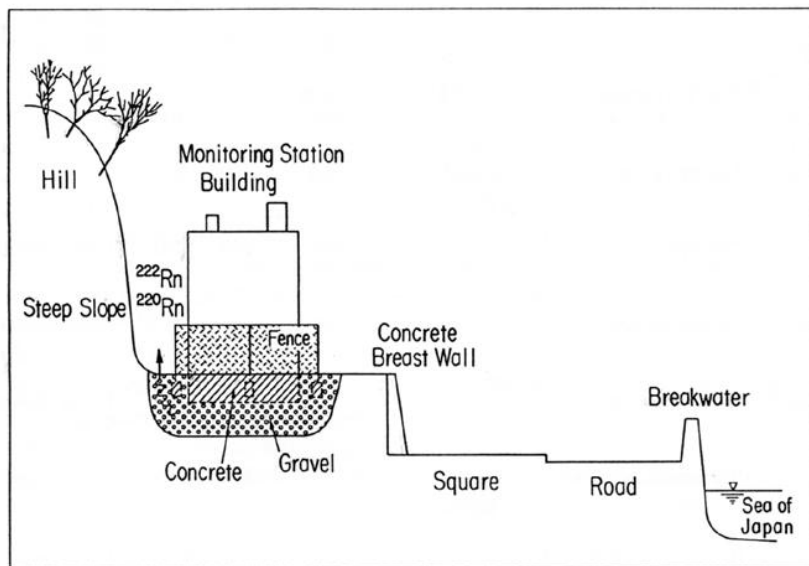 Monitoring Station
Building
Hill
²²²Rn
Steep Slope ²²⁰Rn
Fence
Concrete
Breast Wall
Breakwater
Concrete
Gravel
Square
Road
Sea of
Japan